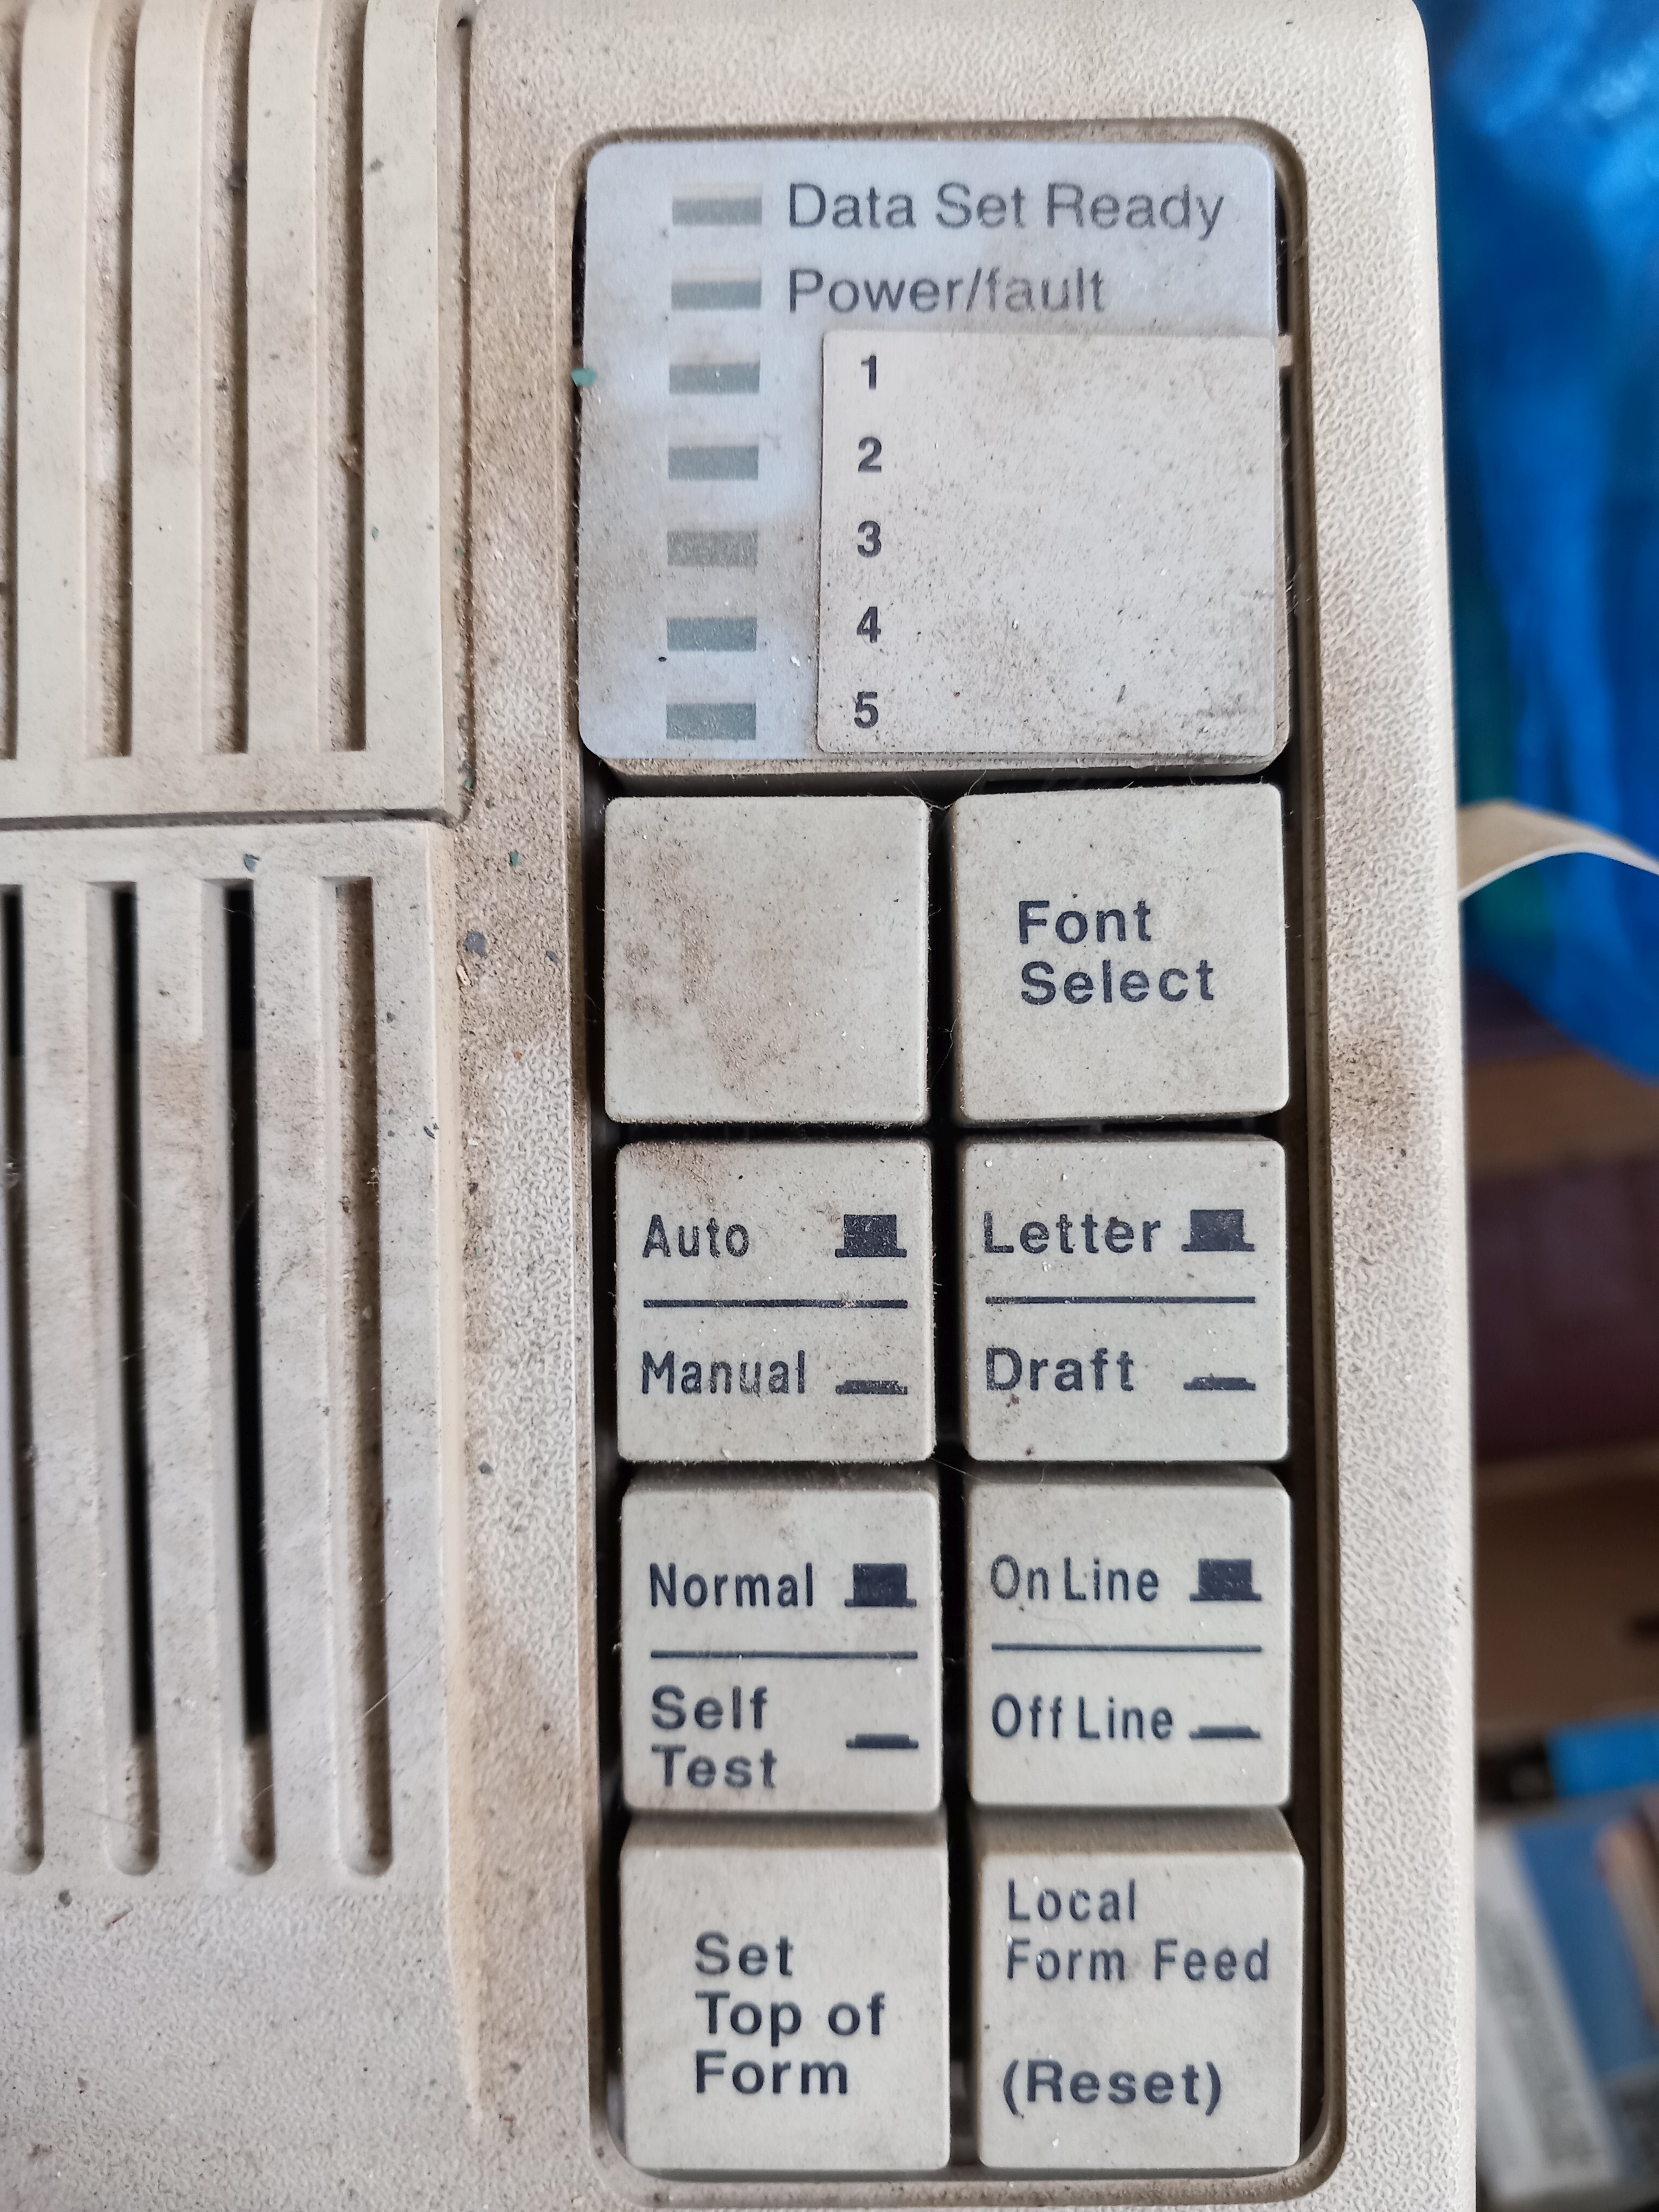 Data Set Ready
Power/fault
1
2
3
4
5
Font
Select
Auto
Manual
Letter
Draft
Normal
Self
Test
On Line
Off Line
Set
Top of
Form
Local
Form Feed
(Reset)